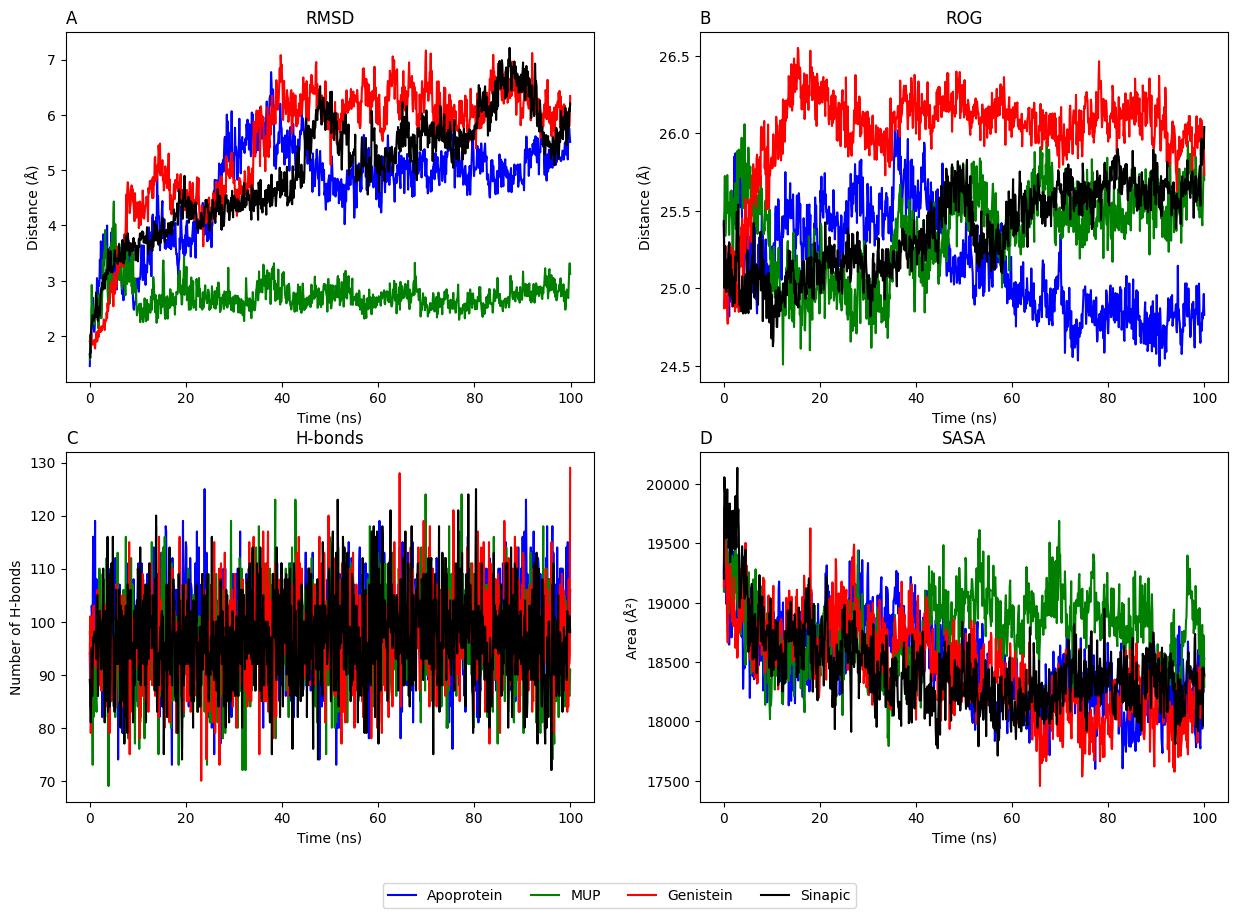 A RMSD
Distance (Å)
7
6
5
4
3
2
0 20 40 60 80 100
Time (ns)
B ROG
Distance (Å)
26.5
26.0
25.5
25.0
24.5
0 20 40 60 80 100
Time (ns)
C H-bonds
Number of H-bonds
130
120
110
100
90
80
70
0 20 40 60 80 100
Time (ns)
D SASA
Area (Å²)
20000
19500
19000
18500
18000
17500
0 20 40 60 80 100
Time (ns)
Apoprotein MUP Genistein Sinapic